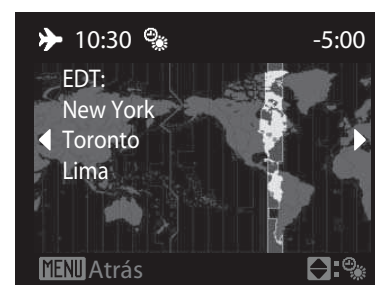 10:30 -5:00
EDT:
New York
Toronto
Lima
MENU Atrás :